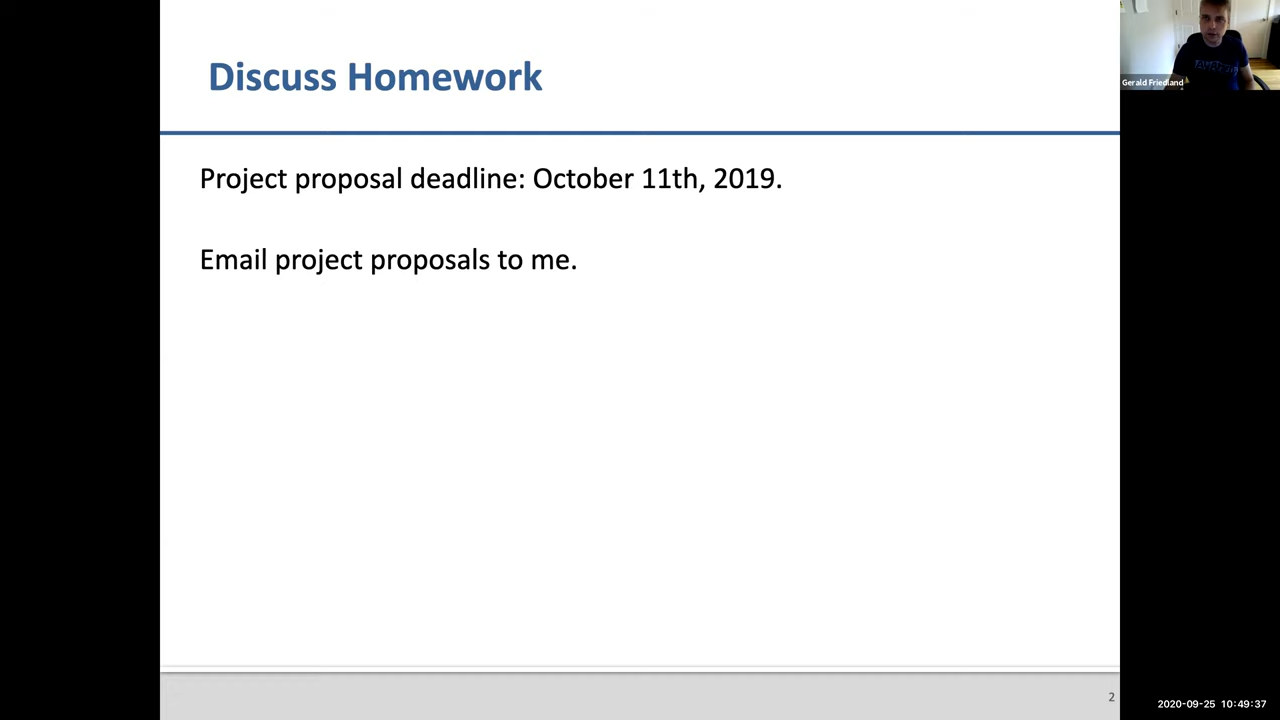 Discuss Homework
Gerald Friedland
Project proposal deadline: October 11th, 2019.
Email project proposals to me.
2
2020-09-25 10:49:37